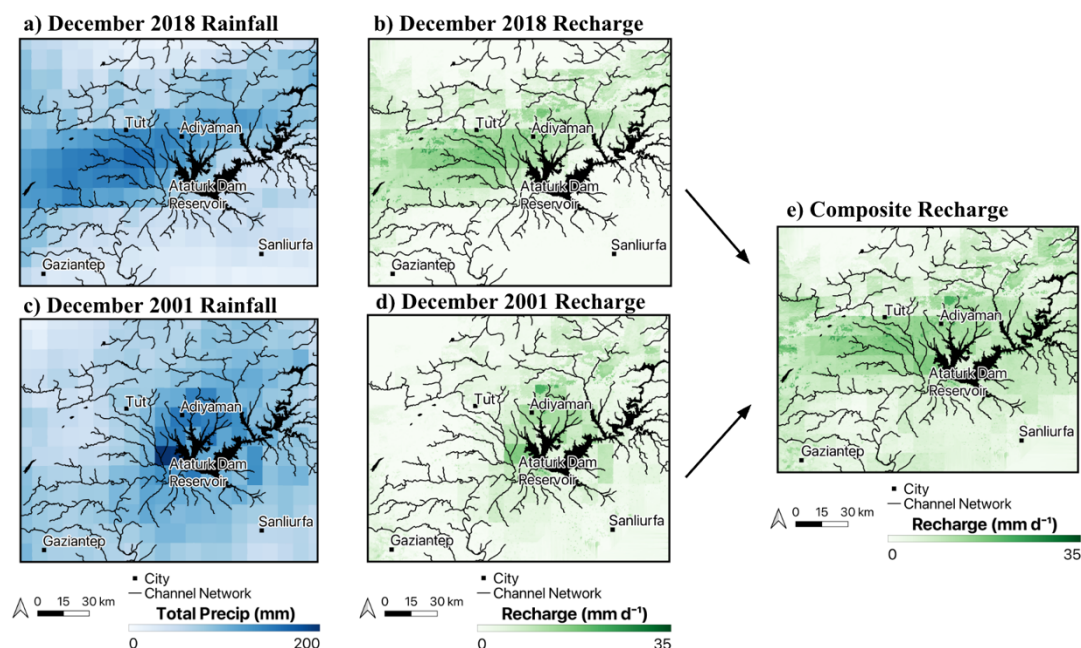 a) December 2018 Rainfall
Tut
Adiyaman
Ataturk Dam
Reservoir
Sanliurfa
Gaziantep
b) December 2018 Recharge
Tut
Adiyaman
Ataturk Dam
Reservoir
Sanliurfa
Gaziantep
c) December 2001 Rainfall
Tut
Adiyaman
Ataturk Dam
Reservoir
Sanliurfa
Gaziantep
City
Channel Network
0 15 30 km
Total Precip (mm)
0 200
d) December 2001 Recharge
Tut
Adiyaman
Ataturk Dam
Reservoir
Sanliurfa
Gaziantep
City
Channel Network
0 15 30 km
Recharge (mm d⁻¹)
0 35
e) Composite Recharge
Tut
Adiyaman
Ataturk Dam
Reservoir
Sanliurfa
Gaziantep
City
Channel Network
0 15 30 km
Recharge (mm d⁻¹)
0 35